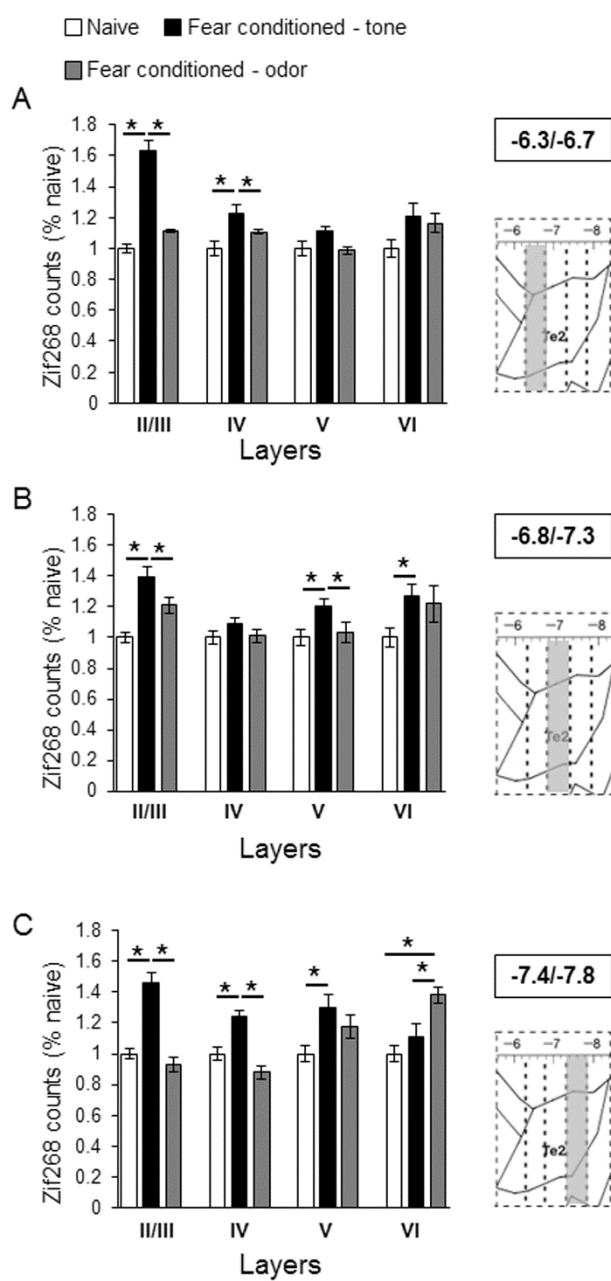 Naive Fear conditioned - tone
Fear conditioned - odor
A
Zif268 counts (% naive)
1.8
1.6
1.4
1.2
1
0.8
0.6
0.4
0.2
0
* * * *
II/III IV V VI
Layers
-6.3/-6.7
−6 −7 −8
Te2
B
Zif268 counts (% naive)
1.8
1.6
1.4
1.2
1
0.8
0.6
0.4
0.2
0
* * * * *
II/III IV V VI
Layers
-6.8/-7.3
−6 −7 −8
Te2
C
Zif268 counts (% naive)
1.8
1.6
1.4
1.2
1
0.8
0.6
0.4
0.2
0
* * * * * * *
II/III IV V VI
Layers
-7.4/-7.8
−6 −7 −8
Te2